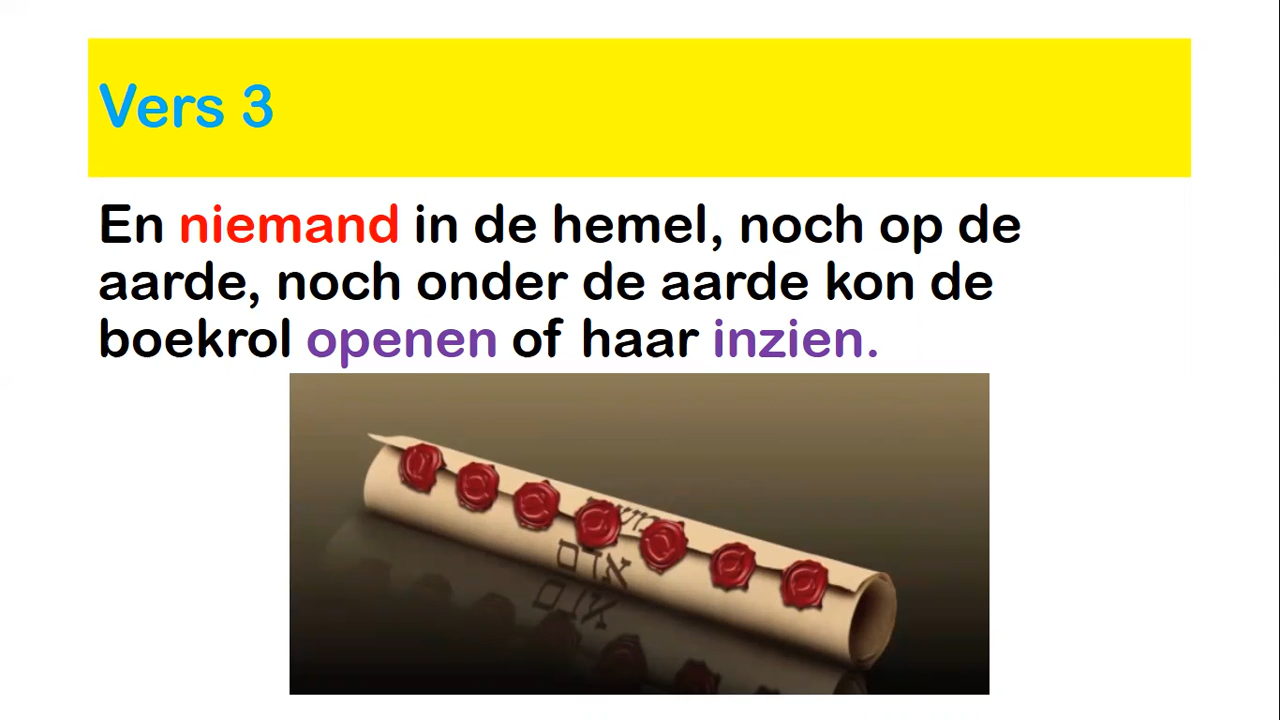 Vers 3
En niemand in de hemel, noch op de
aarde, noch onder de aarde kon de
boekrol openen of haar inzien.
אדם